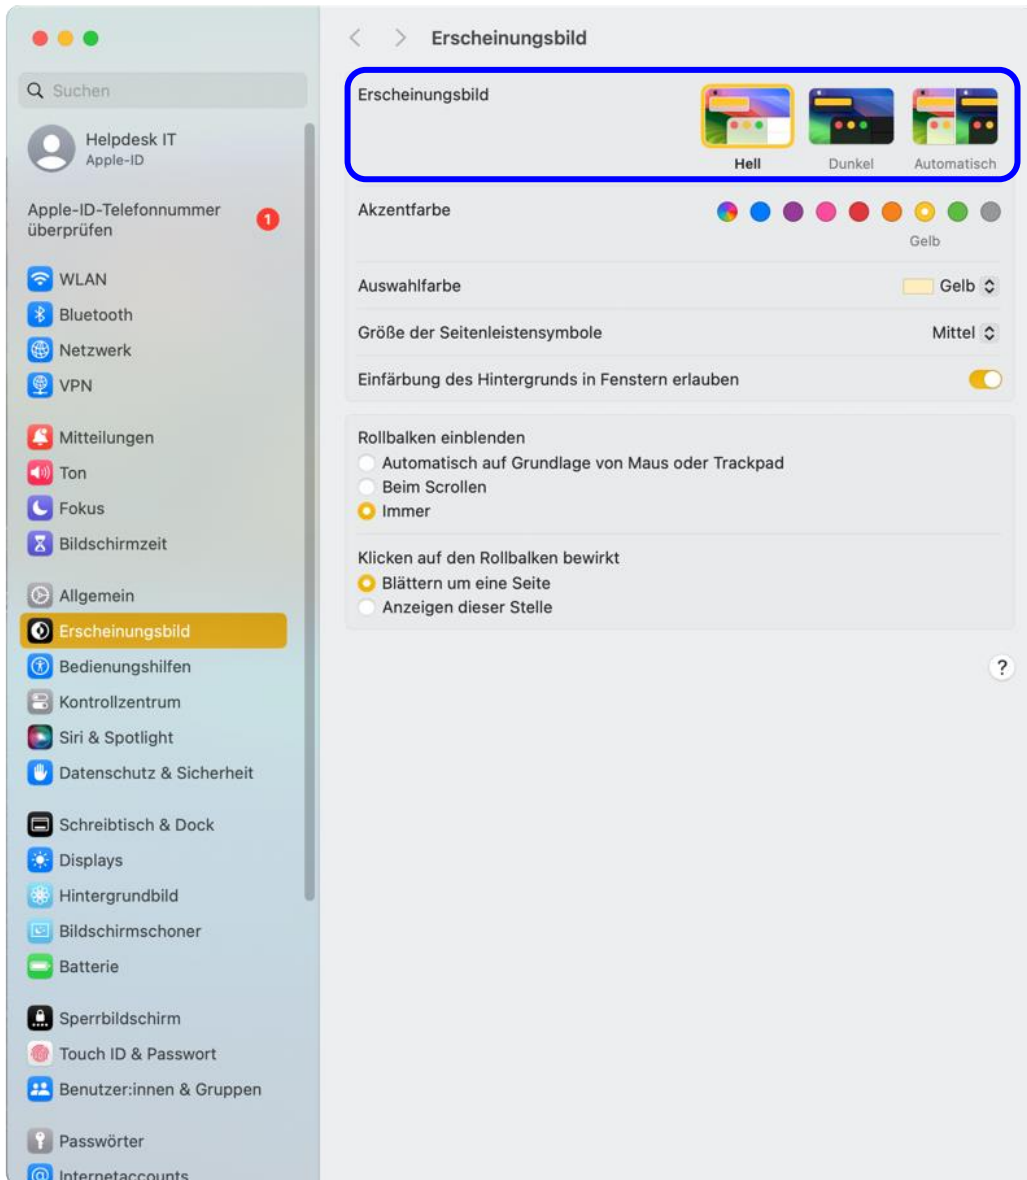 Suchen
Helpdesk IT
Apple-ID
Apple-ID-Telefonnummer
überprüfen
1
WLAN
Bluetooth
Netzwerk
VPN
Mitteilungen
Ton
Fokus
Bildschirmzeit
Allgemein
Erscheinungsbild
Bedienungshilfen
Kontrollzentrum
Siri & Spotlight
Datenschutz & Sicherheit
Schreibtisch & Dock
Displays
Hintergrundbild
Bildschirmschoner
Batterie
Sperrbildschirm
Touch ID & Passwort
Benutzer:innen & Gruppen
Passwörter
Internetaccounts
Erscheinungsbild
Erscheinungsbild
Hell Dunkel Automatisch
Akzentfarbe
Gelb
Auswahlfarbe Gelb
Größe der Seitenleistensymbole Mittel
Einfärbung des Hintergrunds in Fenstern erlauben
Rollbalken einblenden
Automatisch auf Grundlage von Maus oder Trackpad
Beim Scrollen
Immer
Klicken auf den Rollbalken bewirkt
Blättern um eine Seite
Anzeigen dieser Stelle
?